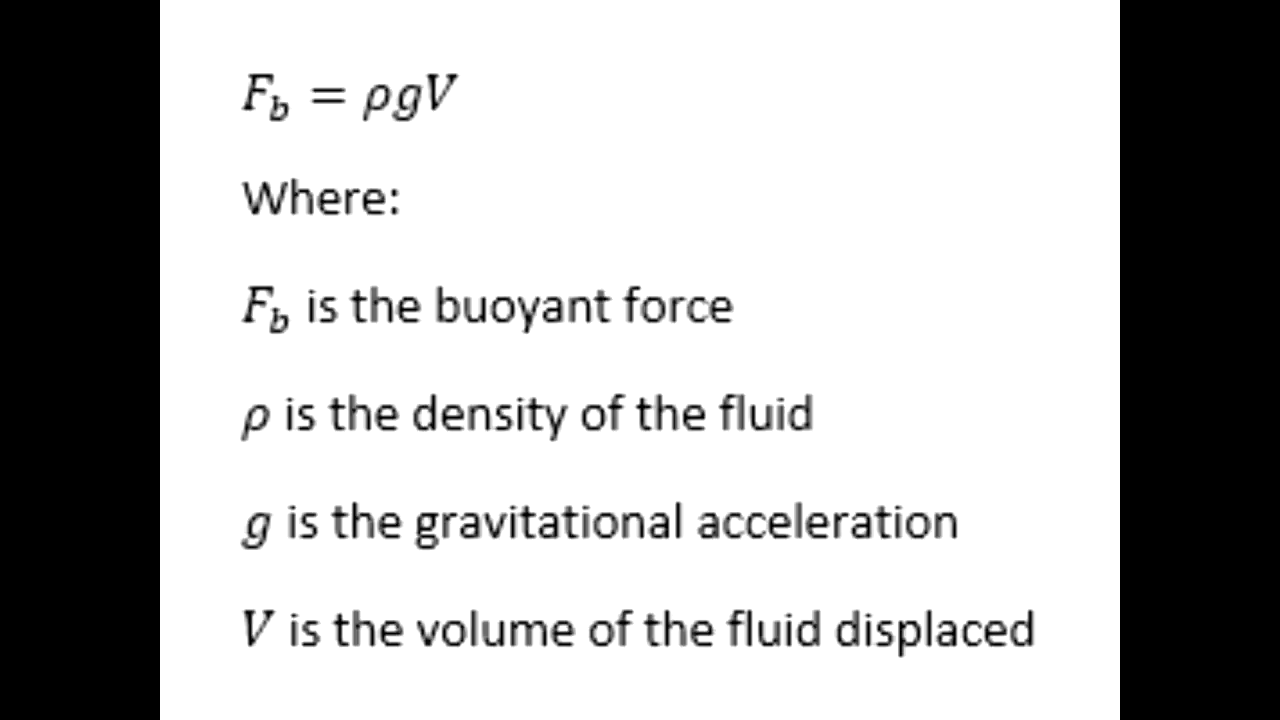 F_b = ρgV
Where:
F_b is the buoyant force
ρ is the density of the fluid
g is the gravitational acceleration
V is the volume of the fluid displaced